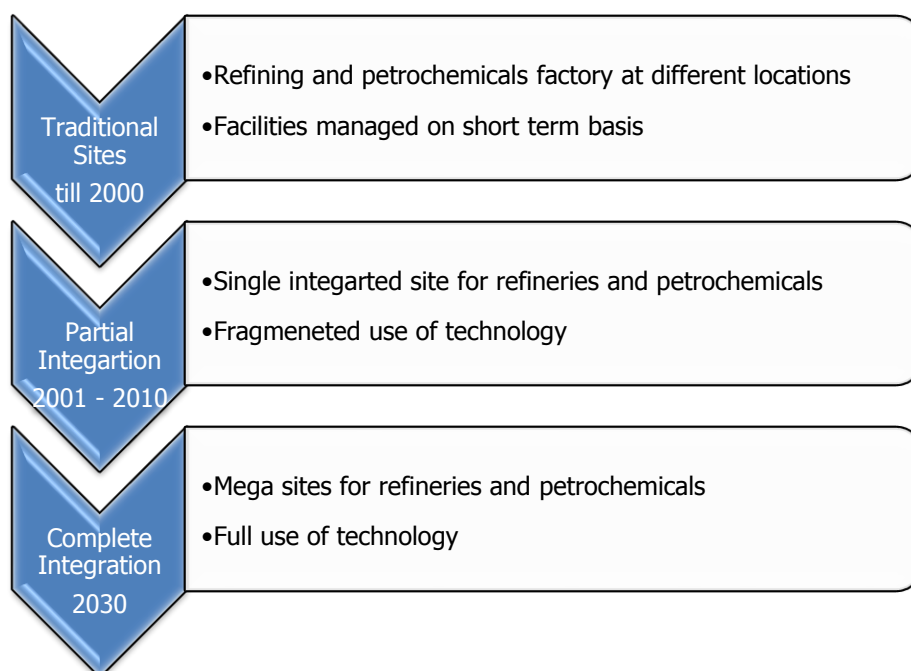 Traditional
Sites
till 2000
•Refining and petrochemicals factory at different locations
•Facilities managed on short term basis
Partial
Integartion
2001 - 2010
•Single integarted site for refineries and petrochemicals
•Fragmeneted use of technology
Complete
Integration
2030
•Mega sites for refineries and petrochemicals
•Full use of technology